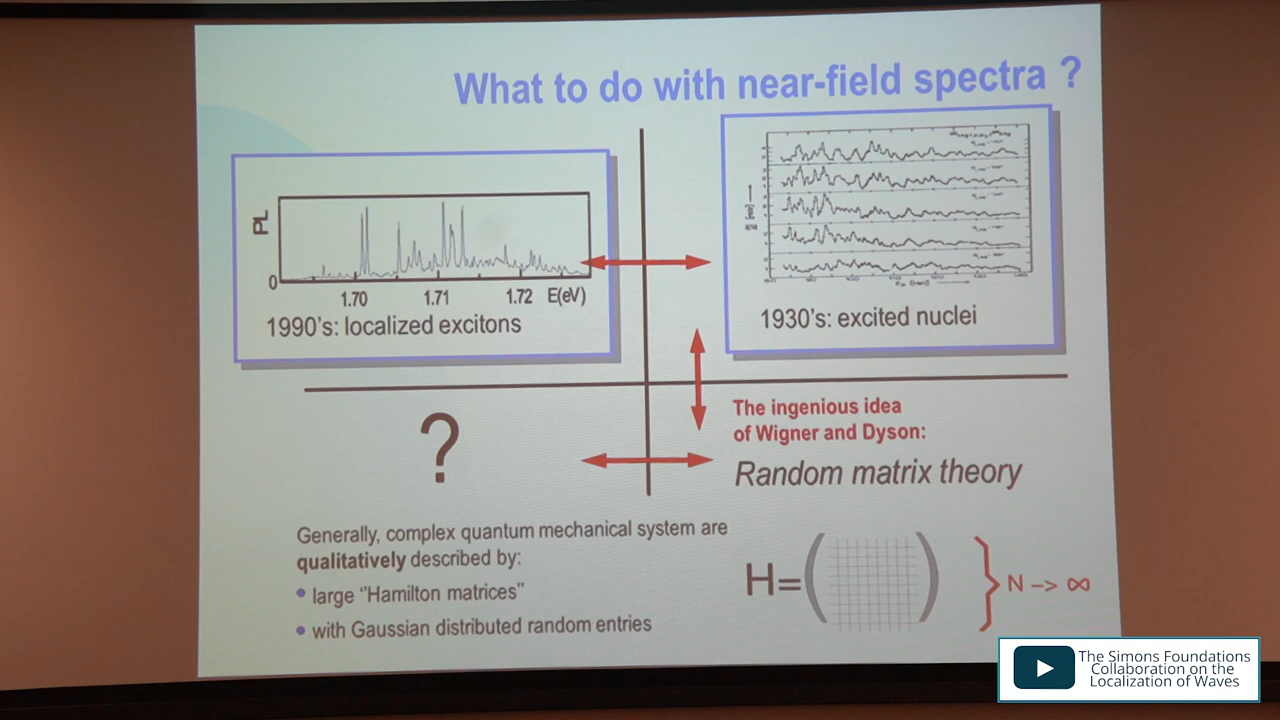 What to do with near-field spectra ?
PL
0
1.70 1.71 1.72 E(eV)
1990's: localized excitons
1930's: excited nuclei
?
The ingenious idea
of Wigner and Dyson:
Random matrix theory
Generally, complex quantum mechanical system are
qualitatively described by:
• large "Hamilton matrices"
• with Gaussian distributed random entries
H=( ) } N -> ∞
The Simons Foundations
Collaboration on the
Localization of Waves